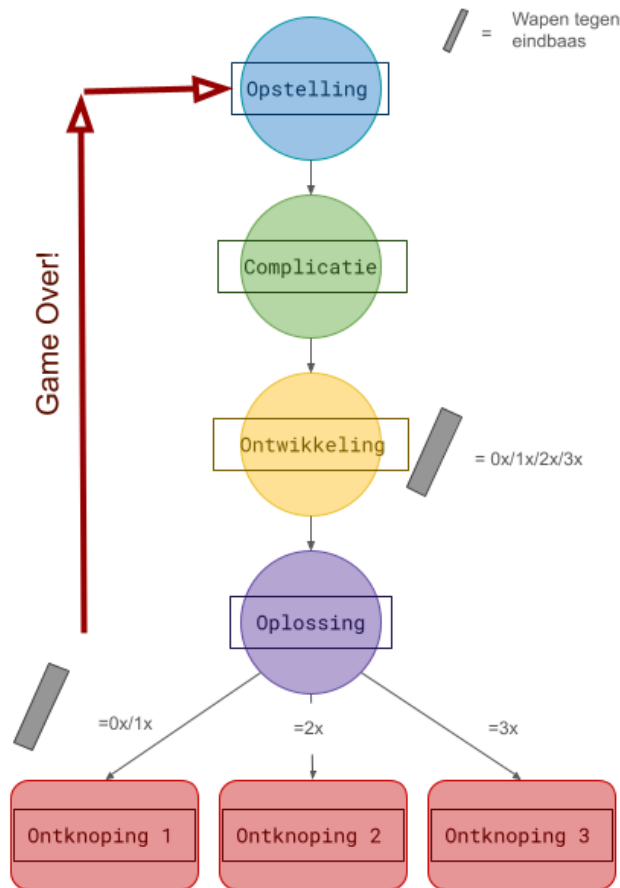 = Wapen tegen
eindbaas
Opstelling
Complicatie
Game Over!
Ontwikkeling
= 0x/1x/2x/3x
Oplossing
=0x/1x
=2x
=3x
Ontknoping 1
Ontknoping 2
Ontknoping 3